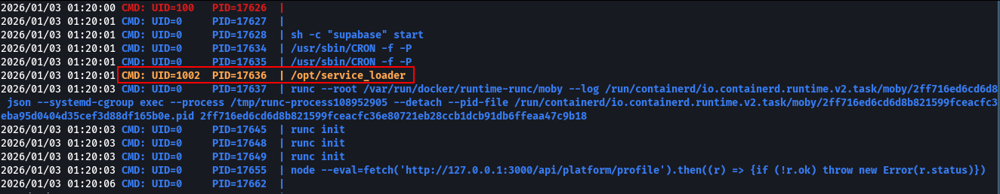 2026/01/03 01:20:00 CMD: UID=100   PID=17626  |
2026/01/03 01:20:01 CMD: UID=0     PID=17627  |
2026/01/03 01:20:01 CMD: UID=0     PID=17628  | sh -c "supabase" start
2026/01/03 01:20:01 CMD: UID=0     PID=17634  | /usr/sbin/CRON -f -P
2026/01/03 01:20:01 CMD: UID=0     PID=17635  | /usr/sbin/CRON -f -P
2026/01/03 01:20:01 CMD: UID=1002  PID=17636  | /opt/service_loader
2026/01/03 01:20:03 CMD: UID=0     PID=17637  | runc --root /var/run/docker/runtime-runc/moby --log /run/containerd/io.containerd.runtime.v2.task/moby/2ff716ed6cd6d8
json --systemd-cgroup exec --process /tmp/runc-process108952905 --detach --pid-file /run/containerd/io.containerd.runtime.v2.task/moby/2ff716ed6cd6d8b821599fceacfc3
eba95d0404d35cef3d88df165b0e.pid 2ff716ed6cd6d8b821599fceacfc36e80721eb28ccb1dcb91db6ffeaa47c9b18
2026/01/03 01:20:03 CMD: UID=0     PID=17645  | runc init
2026/01/03 01:20:03 CMD: UID=0     PID=17648  | runc init
2026/01/03 01:20:03 CMD: UID=0     PID=17649  | runc init
2026/01/03 01:20:03 CMD: UID=0     PID=17655  | node --eval=fetch('http://127.0.0.1:3000/api/platform/profile').then((r) => {if (!r.ok) throw new Error(r.status)})
2026/01/03 01:20:06 CMD: UID=0     PID=17662  |